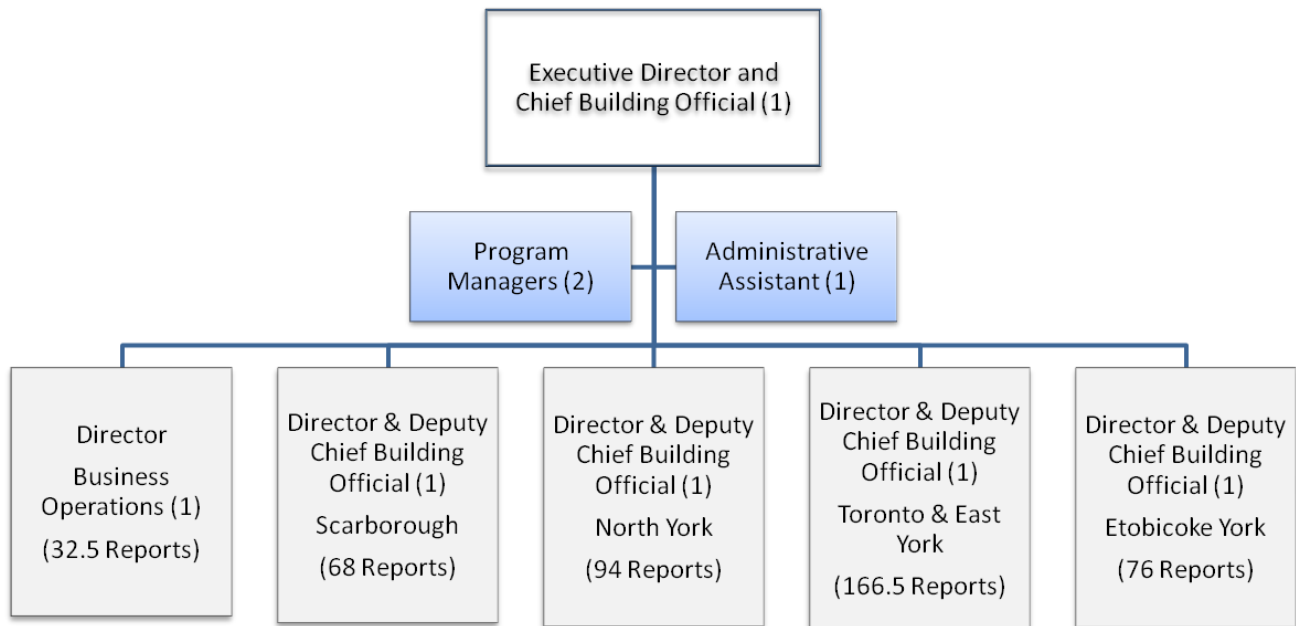 Executive Director and
Chief Building Official (1)
Program
Managers (2)
Administrative
Assistant (1)
Director
Business
Operations (1)
(32.5 Reports)
Director & Deputy
Chief Building
Official (1)
Scarborough
(68 Reports)
Director & Deputy
Chief Building
Official (1)
North York
(94 Reports)
Director & Deputy
Chief Building
Official (1)
Toronto & East
York
(166.5 Reports)
Director & Deputy
Chief Building
Official (1)
Etobicoke York
(76 Reports)